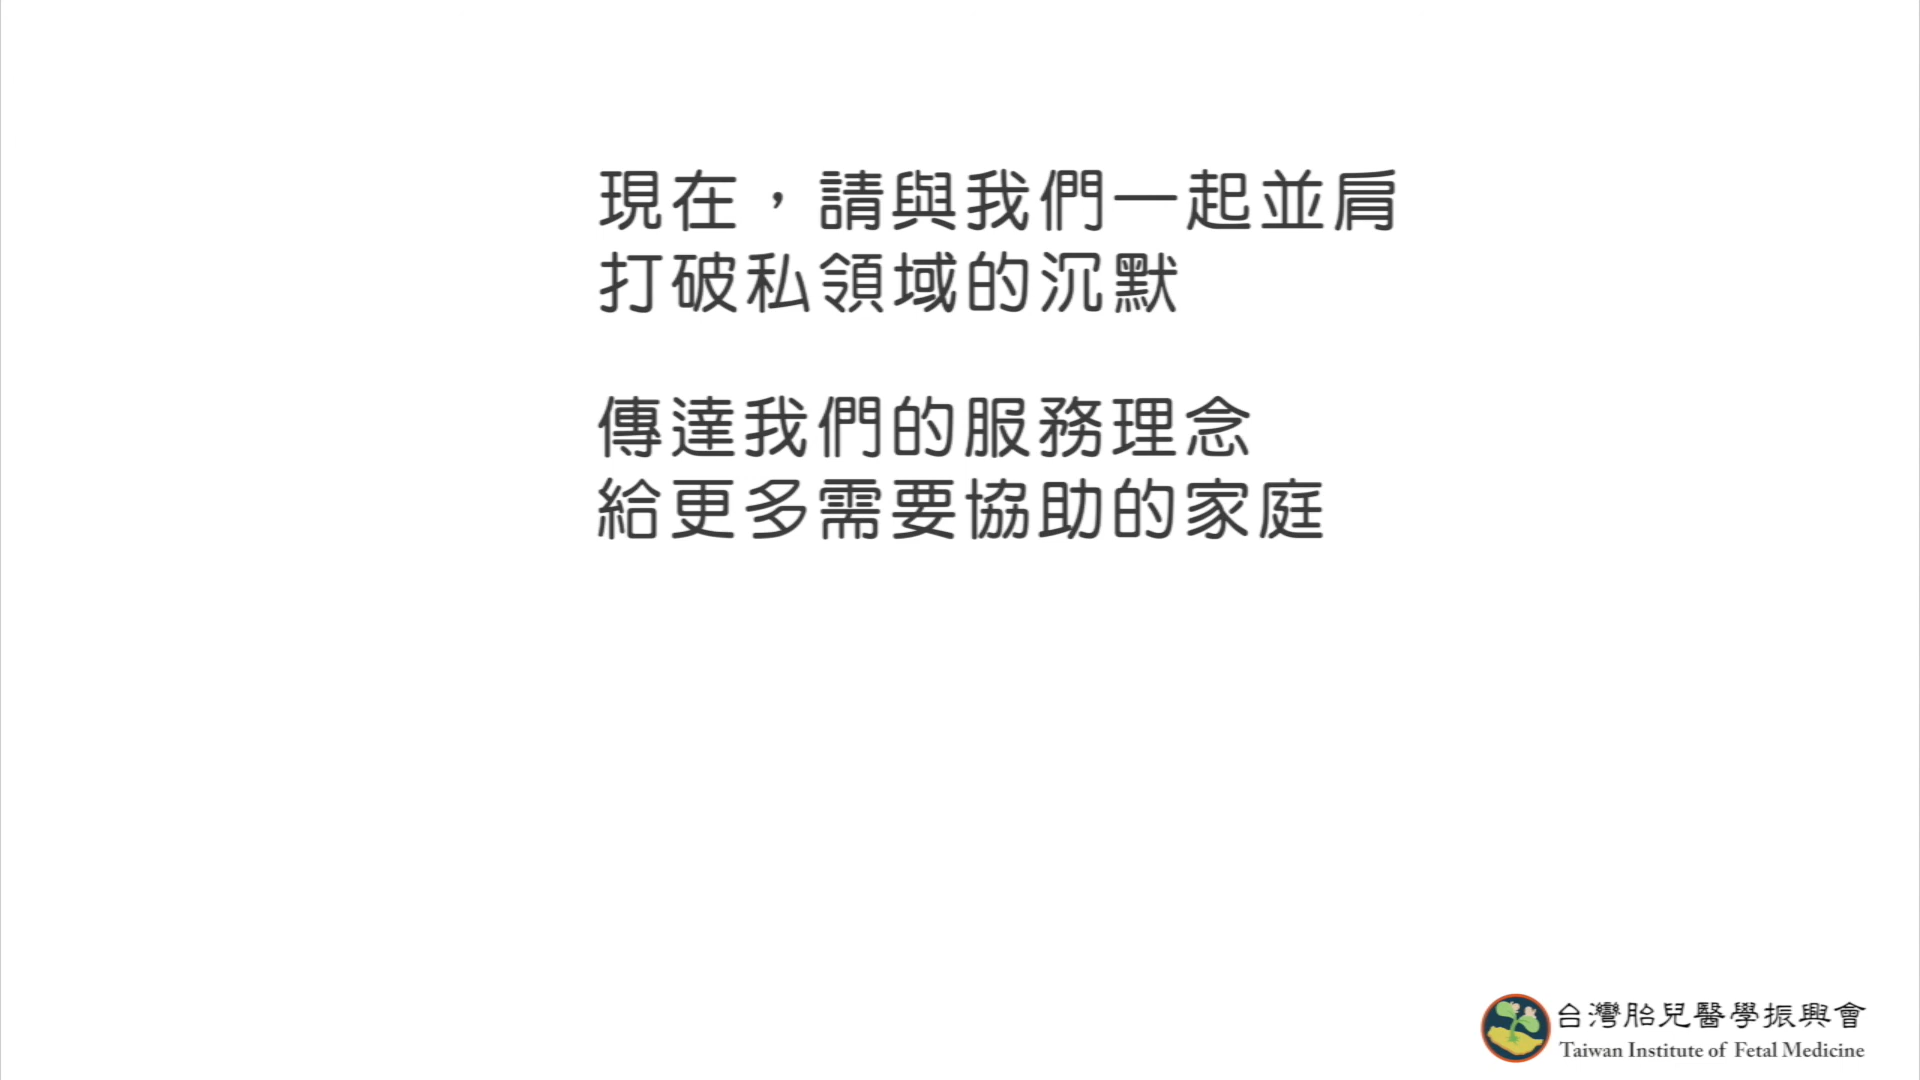 現在，請與我們一起並肩
打破私領域的沉默
傳達我們的服務理念
給更多需要協助的家庭
台灣胎兒醫學振興會
Taiwan Institute of Fetal Medicine